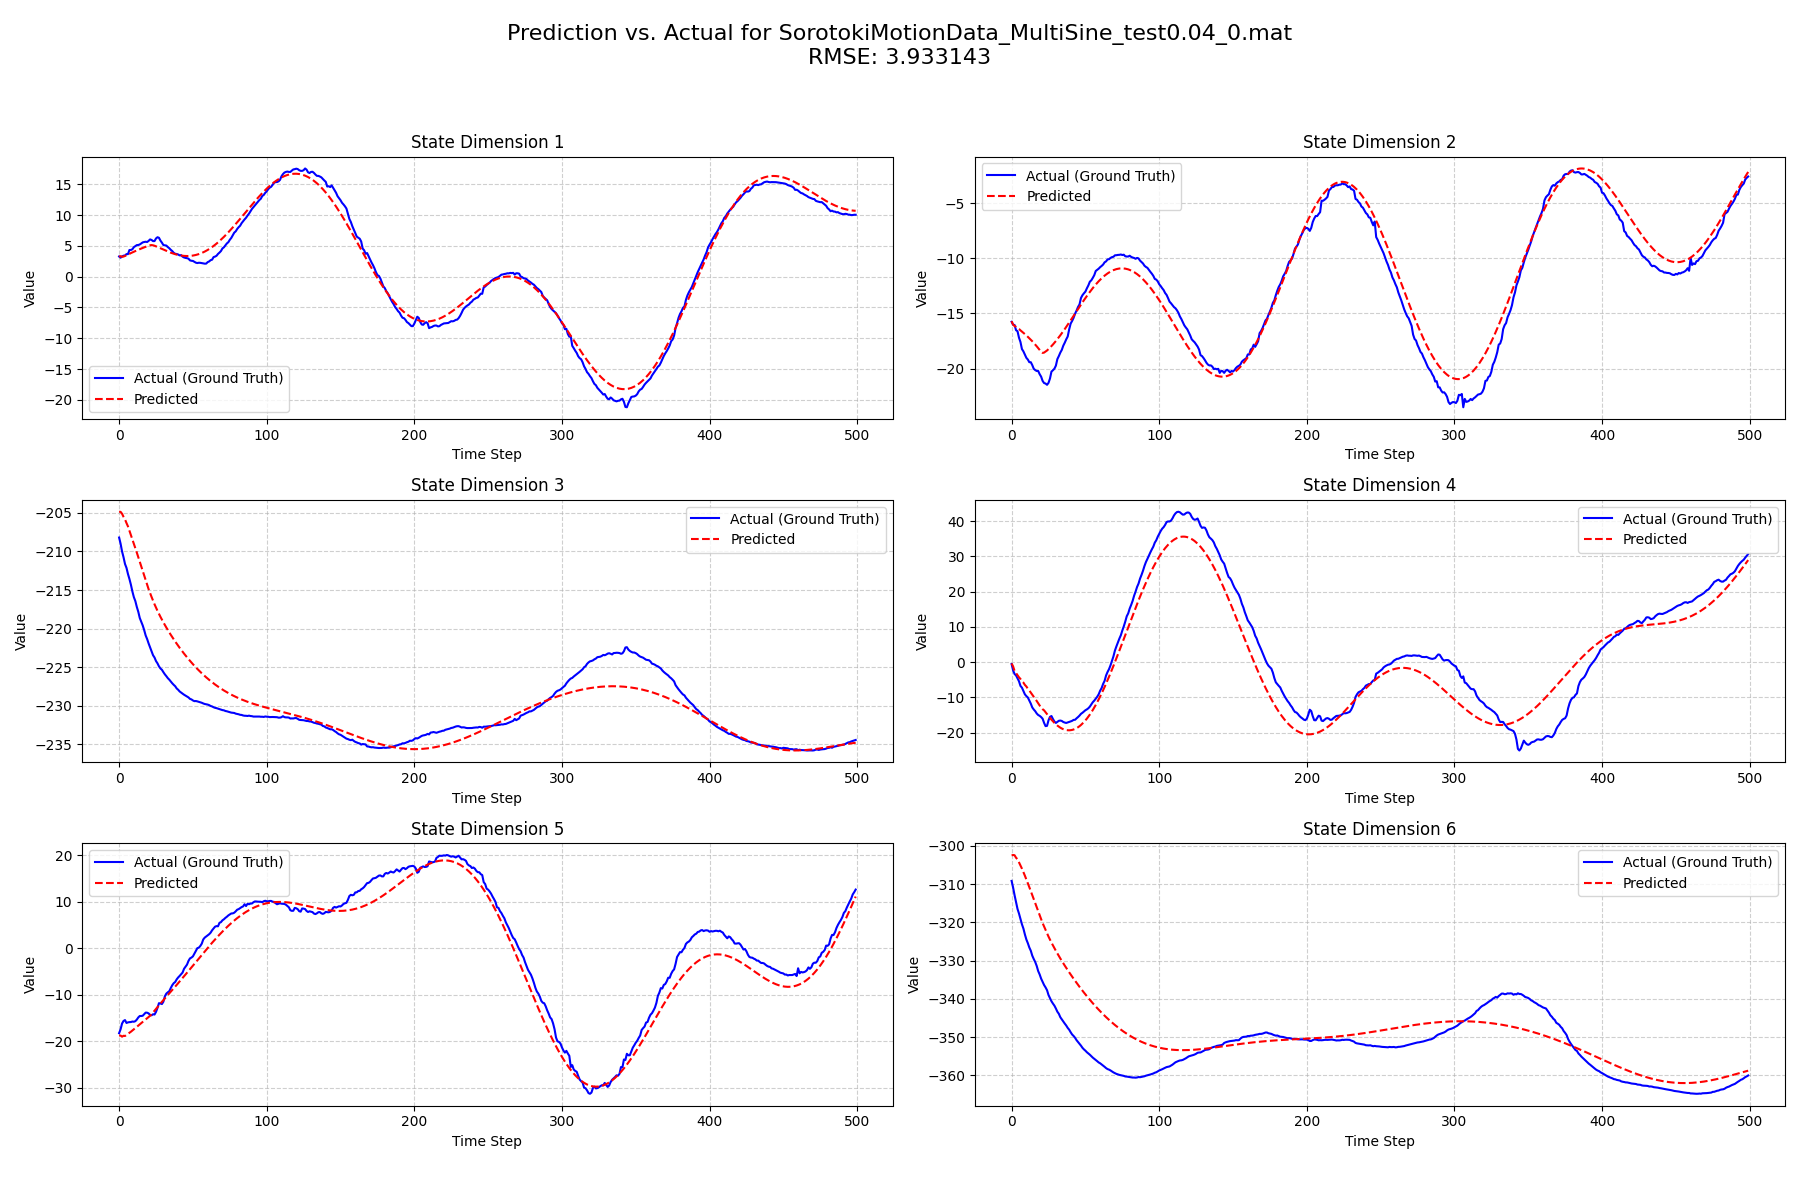 Prediction vs. Actual for SorotokiMotionData_MultiSine_test0.04_0.mat
RMSE: 3.933143
State Dimension 1
15
10
5
0
−5
−10
−15
−20
Value
Actual (Ground Truth)
Predicted
0 100 200 300 400 500
Time Step
State Dimension 2
−5
−10
−15
−20
Value
Actual (Ground Truth)
Predicted
0 100 200 300 400 500
Time Step
State Dimension 3
−205
−210
−215
−220
−225
−230
−235
Value
Actual (Ground Truth)
Predicted
0 100 200 300 400 500
Time Step
State Dimension 4
40
30
20
10
0
−10
−20
Value
Actual (Ground Truth)
Predicted
0 100 200 300 400 500
Time Step
State Dimension 5
20
10
0
−10
−20
−30
Value
Actual (Ground Truth)
Predicted
0 100 200 300 400 500
Time Step
State Dimension 6
−300
−310
−320
−330
−340
−350
−360
Value
Actual (Ground Truth)
Predicted
0 100 200 300 400 500
Time Step